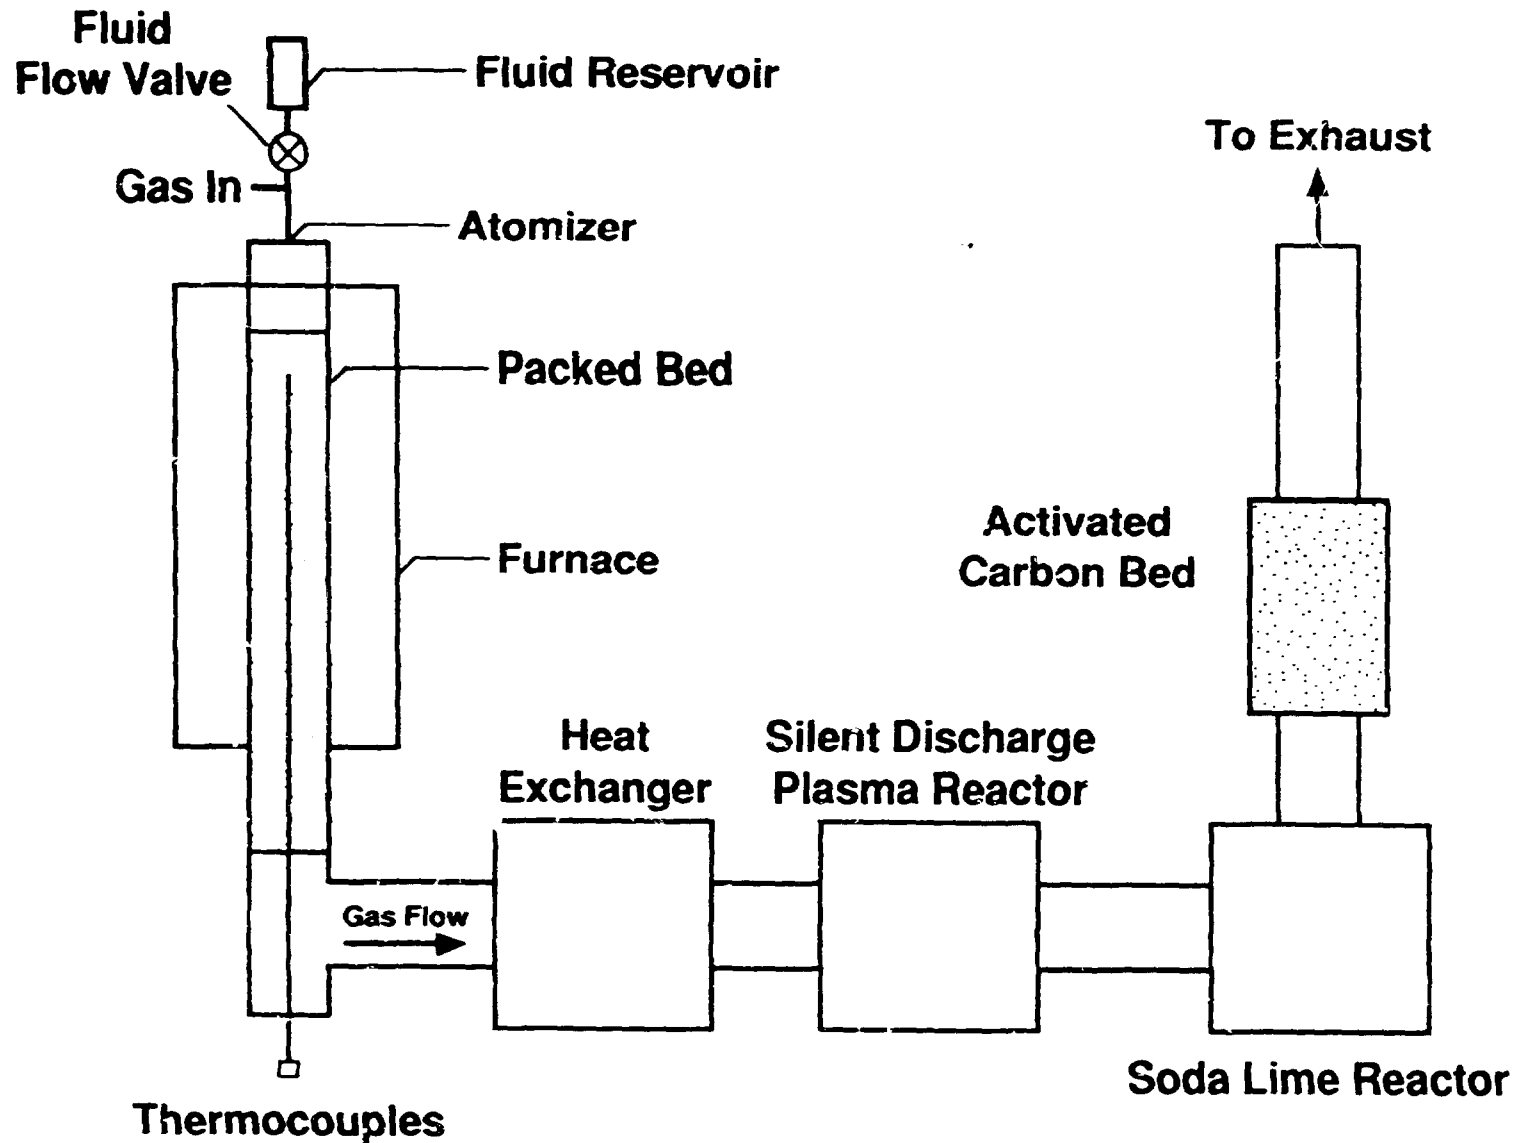 Fluid
Flow Valve
Fluid Reservoir
To Exhaust
Gas In
Atomizer
Packed Bed
Activated
Carbon Bed
Furnace
Heat
Exchanger
Silent Discharge
Plasma Reactor
Gas Flow
Soda Lime Reactor
Thermocouples